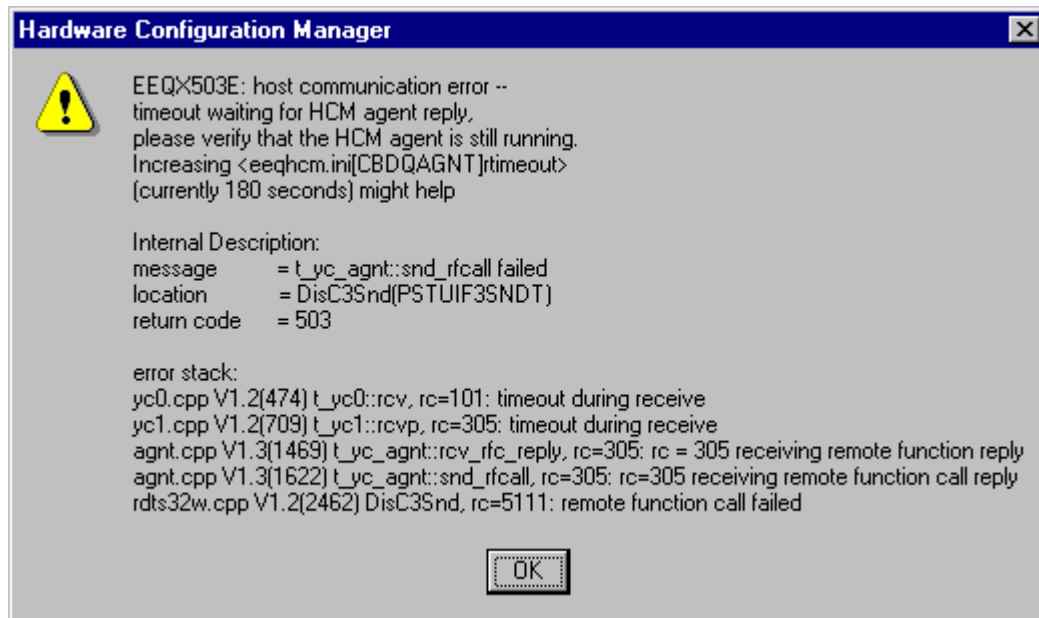 Hardware Configuration Manager
EEQX503E: host communication error --
timeout waiting for HCM agent reply,
please verify that the HCM agent is still running.
Increasing <eeqhcm.ini[CBDQAGNT]rtimeout>
(currently 180 seconds) might help
Internal Description:
message = t_yc_agnt::snd_rfcall failed
location = DisC3Snd(PSTUIF3SNDT)
return code = 503
error stack:
yc0.cpp V1.2(474) t_yc0::rcv, rc=101: timeout during receive
yc1.cpp V1.2(709) t_yc1::rcvp, rc=305: timeout during receive
agnt.cpp V1.3(1469) t_yc_agnt::rcv_rfc_reply, rc=305: rc = 305 receiving remote function reply
agnt.cpp V1.3(1622) t_yc_agnt::snd_rfcall, rc=305: rc=305 receiving remote function call reply
rdts32w.cpp V1.2(2462) DisC3Snd, rc=5111: remote function call failed
OK